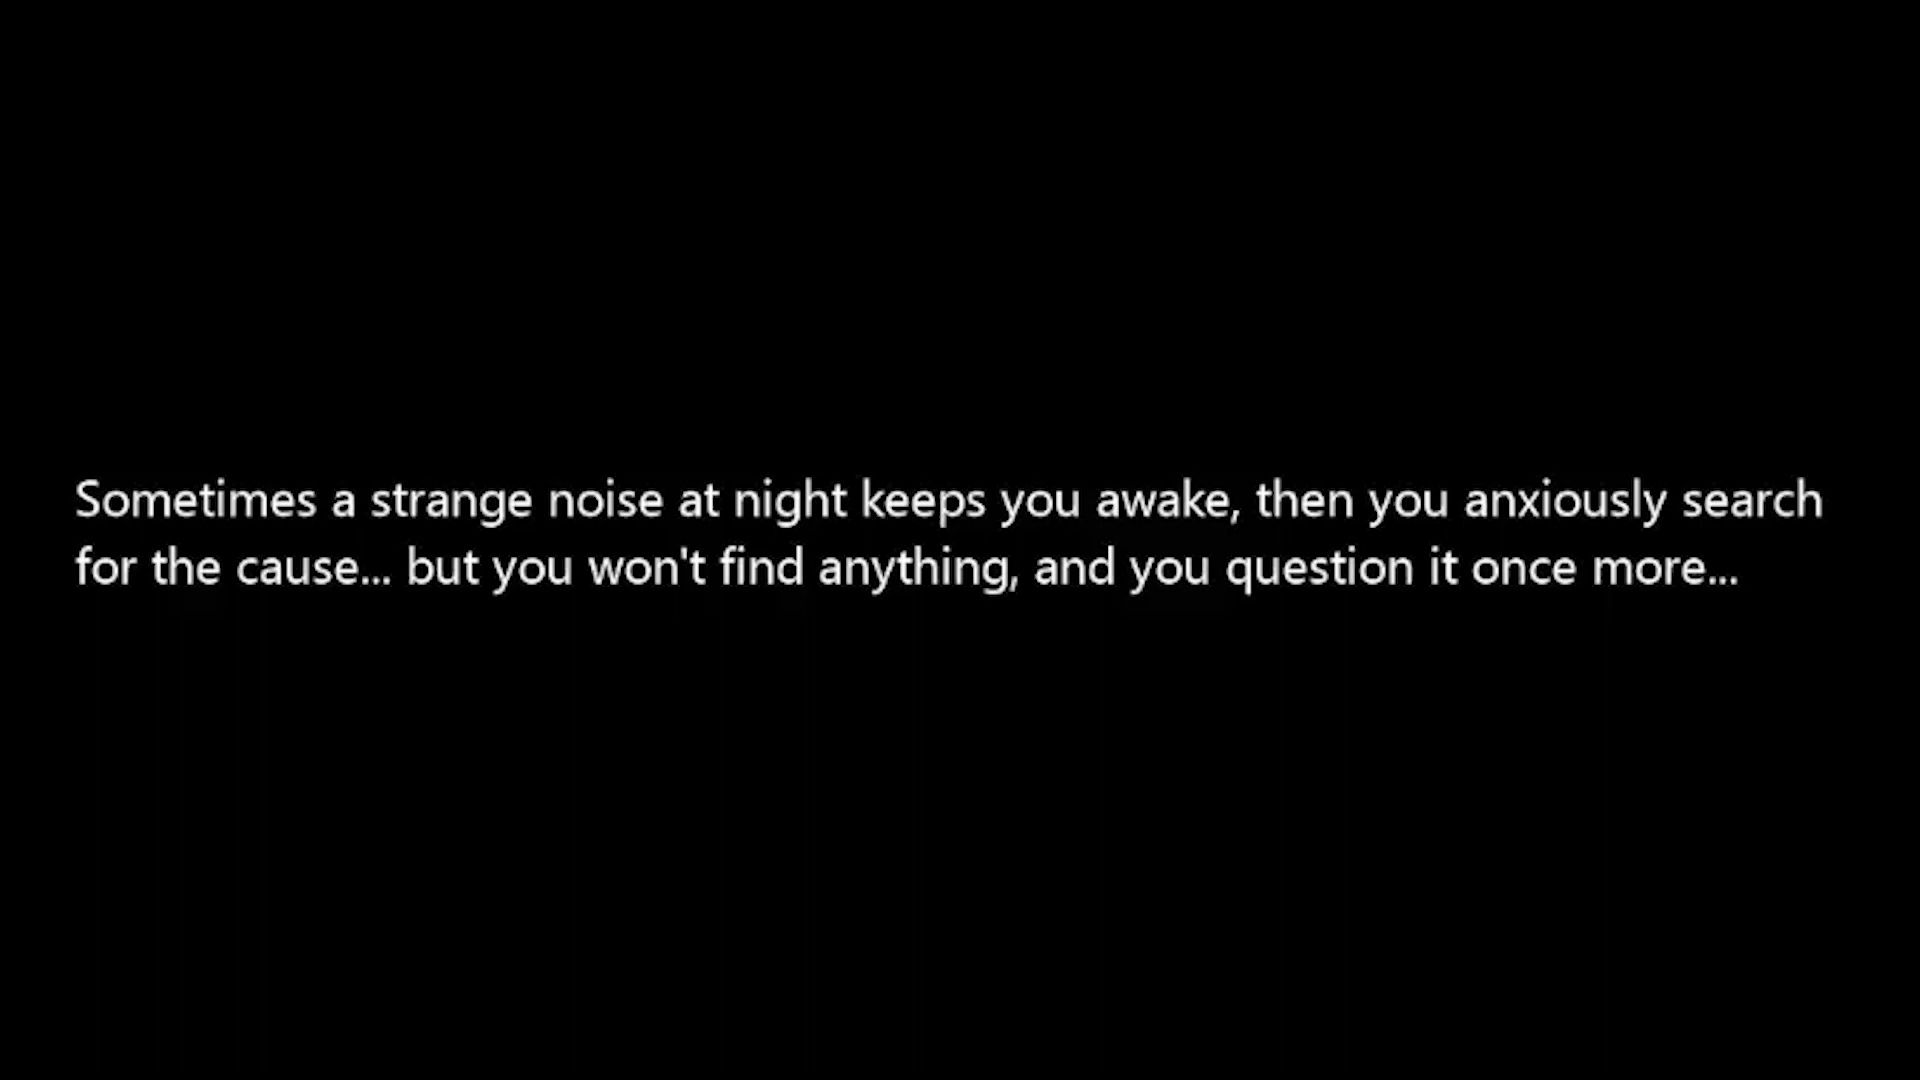 Sometimes a strange noise at night keeps you awake, then you anxiously search
for the cause... but you won't find anything, and you question it once more...